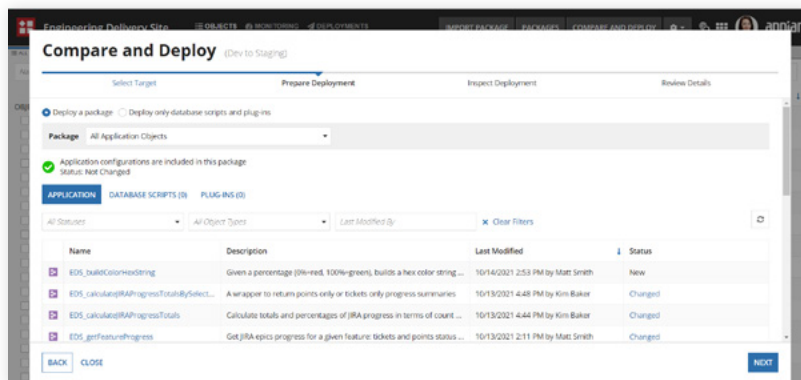 Engineering Delivery Site
OBJECTS MONITORING DEPLOYMENTS
IMPORT PACKAGE PACKAGES COMPARE AND DEPLOY
appian
Compare and Deploy (Dev to Staging)
Select Target Prepare Deployment Inspect Deployment Review Details
Deploy a package Deploy only database scripts and plug-ins
Package All Application Objects
Application configurations are included in this package
Status: Not Changed
APPLICATION DATABASE SCRIPTS (0) PLUG-INS (0)
All Statuses All Object Types Last Modified By Clear Filters
Name Description Last Modified Status
EDS_buildColorHexString Given a percentage (0%=red, 100%=green), builds a hex color string ... 10/14/2021 2:53 PM by Matt Smith New
EDS_calculateJIRAProgressTotalsBySelect... A wrapper to return points only or tickets only progress summaries 10/13/2021 4:48 PM by Kim Baker Changed
EDS_calculateJIRAProgressTotals Calculate totals and percentages of JIRA progress in terms of count ... 10/13/2021 4:44 PM by Kim Baker Changed
EDS_getFeatureProgress Get JIRA epics progress for a given feature: tickets and points status ... 10/13/2021 2:11 PM by Matt Smith Changed
BACK CLOSE NEXT